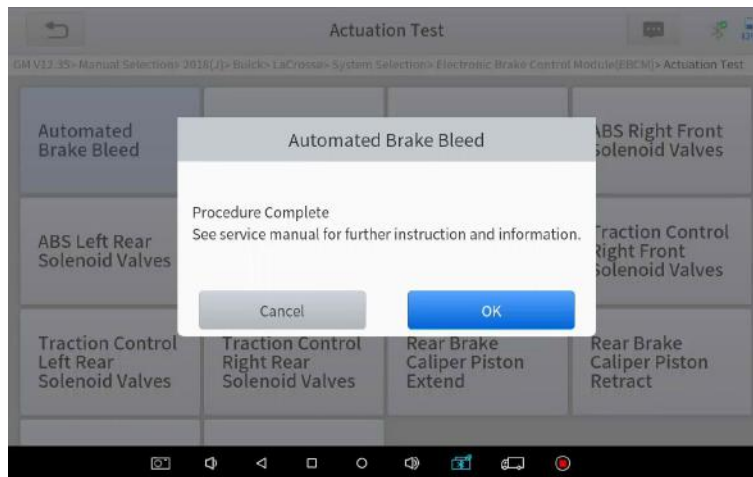 Actuation Test
GM V12.35> Manual Selection> 2018(J)> Buick> LaCrosse> System Selection> Electronic Brake Control Module(EBCM)> Actuation Test
Automated
Brake Bleed
ABS Right Front
Solenoid Valves
Automated Brake Bleed
Procedure Complete
See service manual for further instruction and information.
Cancel
OK
ABS Left Rear
Solenoid Valves
Traction Control
Right Front
Solenoid Valves
Traction Control
Left Rear
Solenoid Valves
Traction Control
Right Rear
Solenoid Valves
Rear Brake
Caliper Piston
Extend
Rear Brake
Caliper Piston
Retract